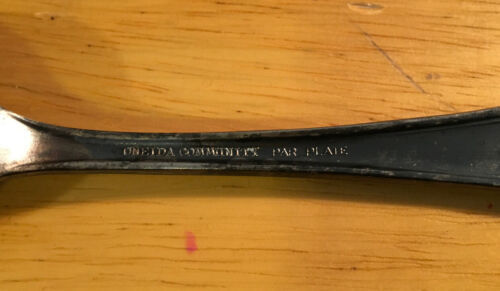 ONEIDA COMMUNITY PAR PLATE